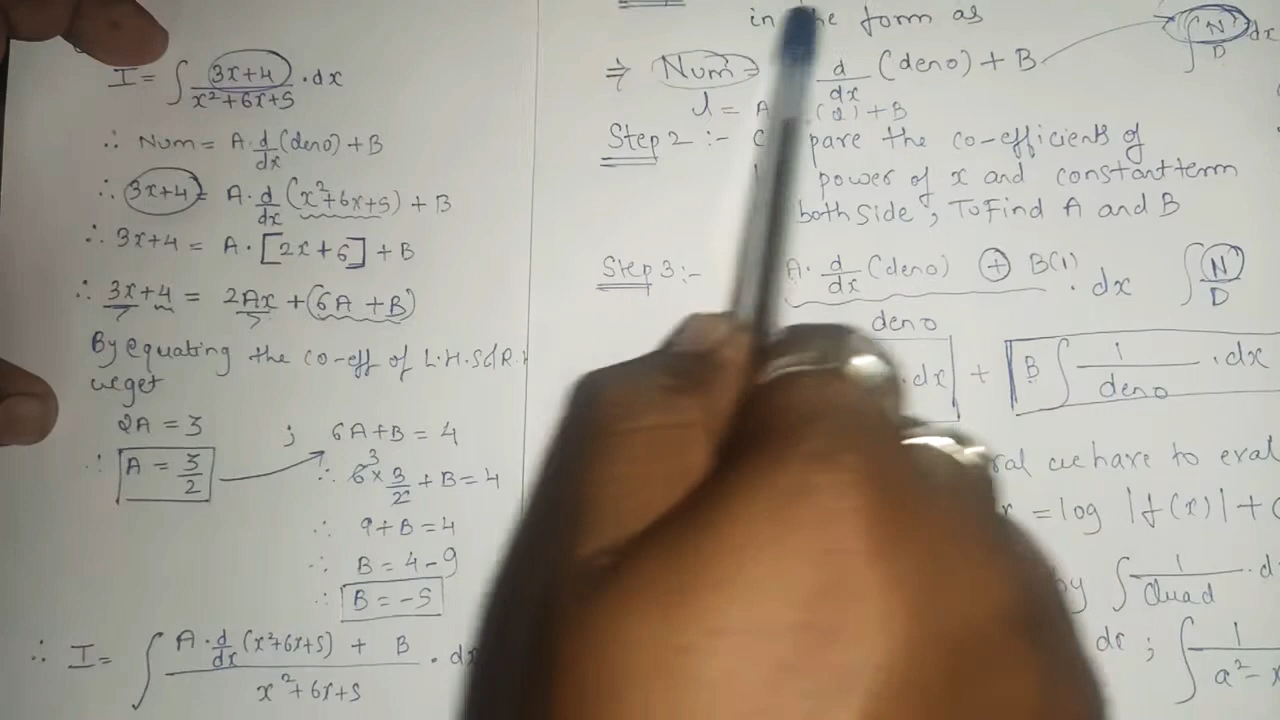 I = ∫ 3x+4 / x²+6x+5 · dx
∴ Num = A · d/dx (deno) + B
∴ 3x+4 = A · d/dx (x²+6x+5) + B
∴ 3x+4 = A · [2x+6] + B
∴ 3x+4 = 2Ax + (6A + B)
By equating the co-eff of L.H.S & R.H
we get
2A = 3 ; 6A+B = 4
∴ A = 3/2
∴ 6³ × 3/2 + B = 4
∴ 9+B = 4
∴ B = 4-9
∴ B = -5
∴ I = ∫ A · d/dx (x²+6x+5) + B / x²+6x+5 · dx
in the form as
∫ N/D dx
⇒ Num = d/dx (deno) + B
l = A (Q) + B
Step 2 :- pare the co-efficients of
power of x and constant term
both side, To Find A and B
Step 3 :- A · d/dx (deno) + B(1) / deno · dx ∫ N/D
· dx + B ∫ 1/deno · dx
we have to eval
= log |f(x)| + c
by ∫ 1/Quad · d
∫ 1/a²-x